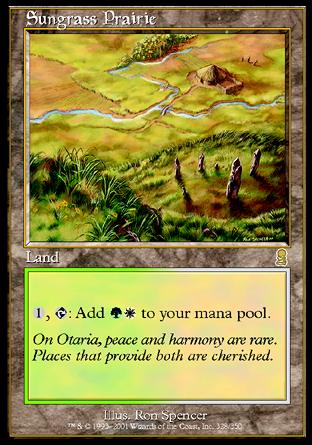 Sungrass Prairie
Land
1, : Add to your mana pool.
On Otaria, peace and harmony are rare.
Places that provide both are cherished.
Illus. Ron Spencer
™ & © 1993-2001 Wizards of the Coast, Inc. 328/350